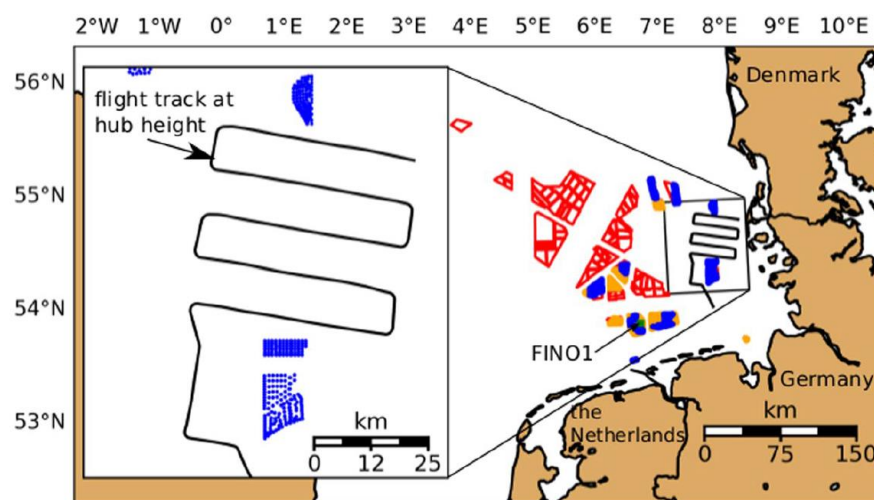 2°W 1°W 0° 1°E 2°E 3°E 4°E 5°E 6°E 7°E 8°E 9°E 10°E
56°N
55°N
54°N
53°N
flight track at
hub height
km
0 12 25
Denmark
FINO1
Germany
the
Netherlands
km
0 75 150